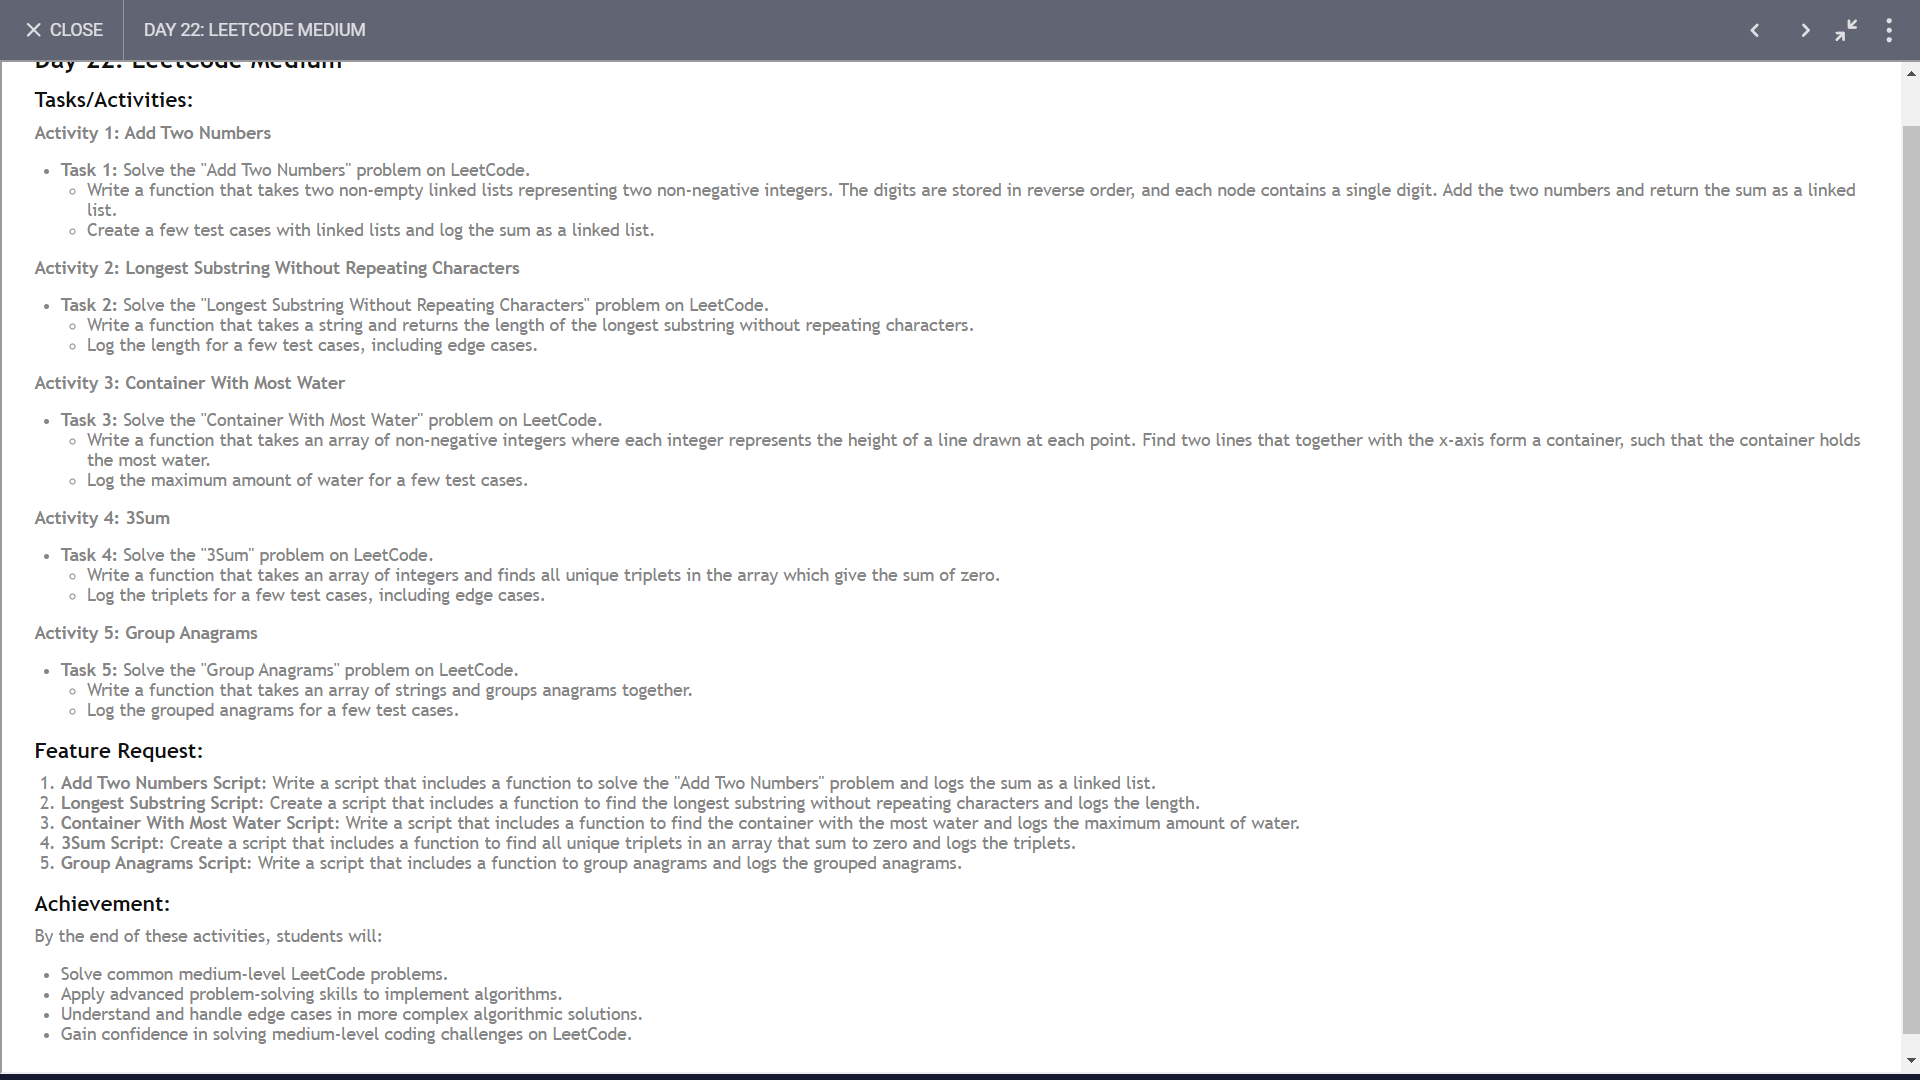 CLOSE
DAY 22: LEETCODE MEDIUM
Day 22: LeetCode Medium
Tasks/Activities:
Activity 1: Add Two Numbers
Task 1: Solve the "Add Two Numbers" problem on LeetCode.
Write a function that takes two non-empty linked lists representing two non-negative integers. The digits are stored in reverse order, and each node contains a single digit. Add the two numbers and return the sum as a linked
list.
Create a few test cases with linked lists and log the sum as a linked list.
Activity 2: Longest Substring Without Repeating Characters
Task 2: Solve the "Longest Substring Without Repeating Characters" problem on LeetCode.
Write a function that takes a string and returns the length of the longest substring without repeating characters.
Log the length for a few test cases, including edge cases.
Activity 3: Container With Most Water
Task 3: Solve the "Container With Most Water" problem on LeetCode.
Write a function that takes an array of non-negative integers where each integer represents the height of a line drawn at each point. Find two lines that together with the x-axis form a container, such that the container holds
the most water.
Log the maximum amount of water for a few test cases.
Activity 4: 3Sum
Task 4: Solve the "3Sum" problem on LeetCode.
Write a function that takes an array of integers and finds all unique triplets in the array which give the sum of zero.
Log the triplets for a few test cases, including edge cases.
Activity 5: Group Anagrams
Task 5: Solve the "Group Anagrams" problem on LeetCode.
Write a function that takes an array of strings and groups anagrams together.
Log the grouped anagrams for a few test cases.
Feature Request:
1. Add Two Numbers Script: Write a script that includes a function to solve the "Add Two Numbers" problem and logs the sum as a linked list.
2. Longest Substring Script: Create a script that includes a function to find the longest substring without repeating characters and logs the length.
3. Container With Most Water Script: Write a script that includes a function to find the container with the most water and logs the maximum amount of water.
4. 3Sum Script: Create a script that includes a function to find all unique triplets in an array that sum to zero and logs the triplets.
5. Group Anagrams Script: Write a script that includes a function to group anagrams and logs the grouped anagrams.
Achievement:
By the end of these activities, students will:
Solve common medium-level LeetCode problems.
Apply advanced problem-solving skills to implement algorithms.
Understand and handle edge cases in more complex algorithmic solutions.
Gain confidence in solving medium-level coding challenges on LeetCode.